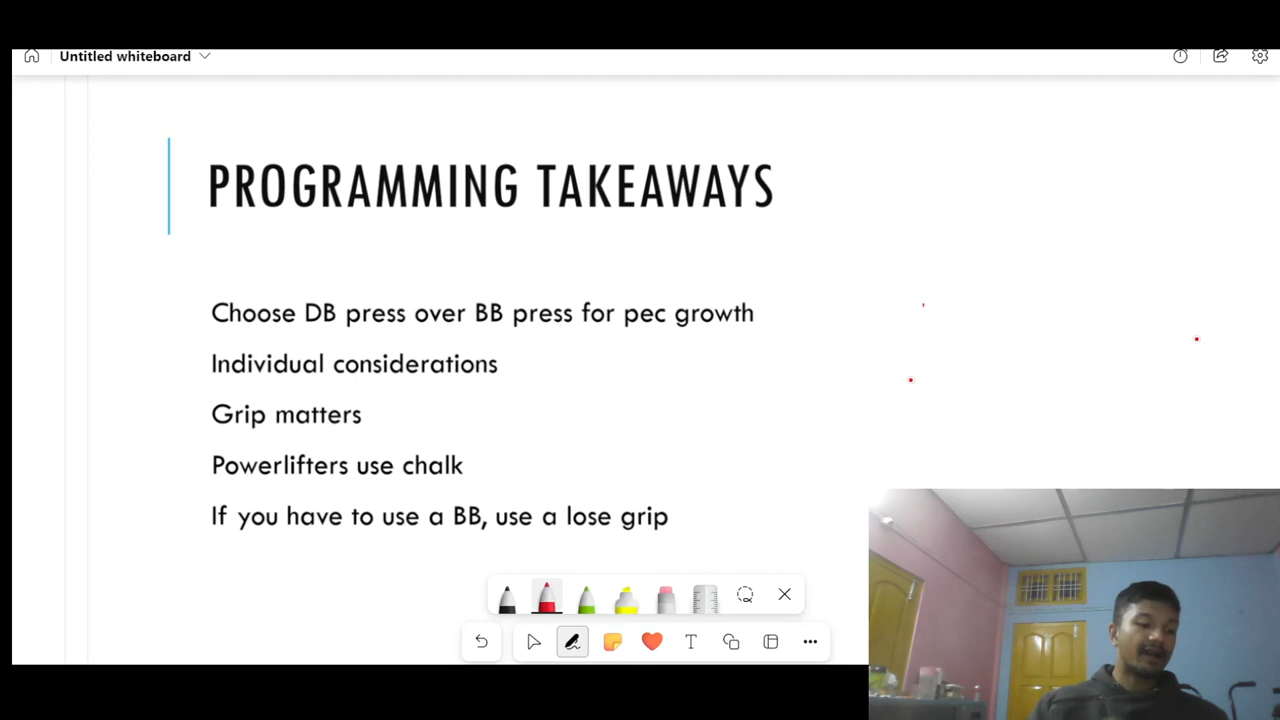 Untitled whiteboard
PROGRAMMING TAKEAWAYS
Choose DB press over BB press for pec growth
Individual considerations
Grip matters
Powerlifters use chalk
If you have to use a BB, use a lose grip
T